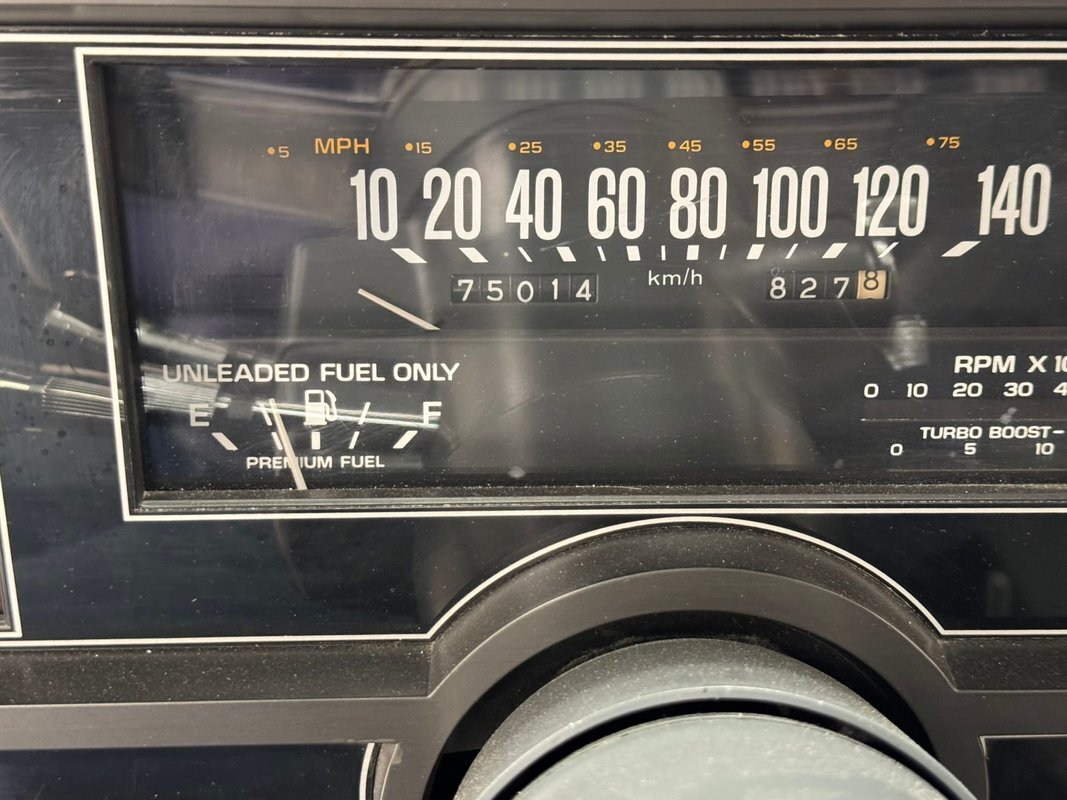 •5 MPH •15 •25 •35 •45 •55 •65 •75
10 20 40 60 80 100 120 140
75014 km/h 8278
UNLEADED FUEL ONLY
E F
PREMIUM FUEL
RPM X 10
0 10 20 30 4
TURBO BOOST-
0 5 10